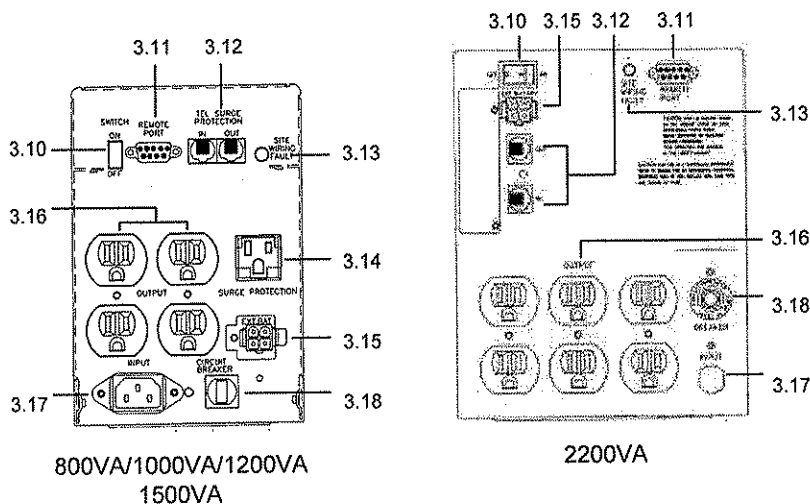 3.11 3.12
SWITCH
ON
OFF
REMOTE
PORT
TEL SURGE
PROTECTION
IN OUT
SITE
WIRING
FAULT
3.10
3.13
3.16
3.14
OUTPUT
SURGE PROTECTION
EXT.BAT.
3.15
INPUT
CIRCUIT
BREAKER
3.17
3.18
800VA/1000VA/1200VA
1500VA
3.10 3.15 3.12 3.11
SITE
WIRING
FAULT
PORT
3.13
3.16
OUTPUT
3.18
BREAKER
INPUT
3.17
2200VA